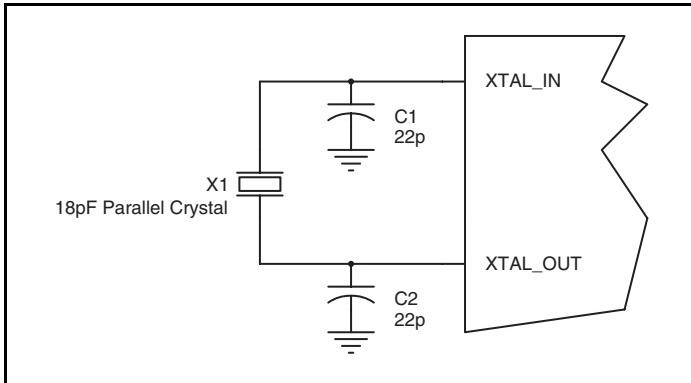 XTAL_IN
C1
22p
X1
18pF Parallel Crystal
XTAL_OUT
C2
22p